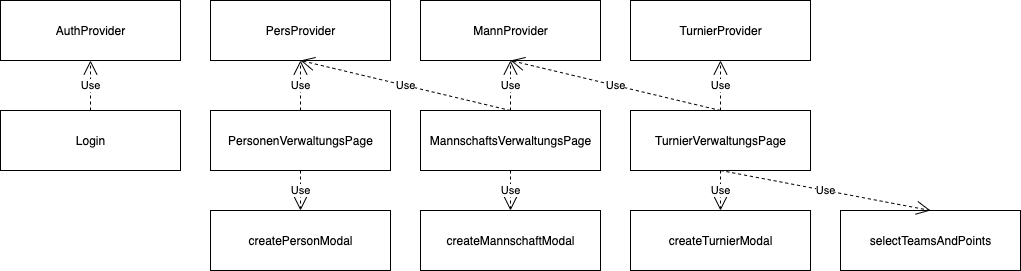 AuthProvider
PersProvider
MannProvider
TurnierProvider
Use
Use
Use
Use
Use
Use
Login
PersonenVerwaltungsPage
MannschaftsVerwaltungsPage
TurnierVerwaltungsPage
Use
Use
Use
Use
createPersonModal
createMannschaftModal
createTurnierModal
selectTeamsAndPoints